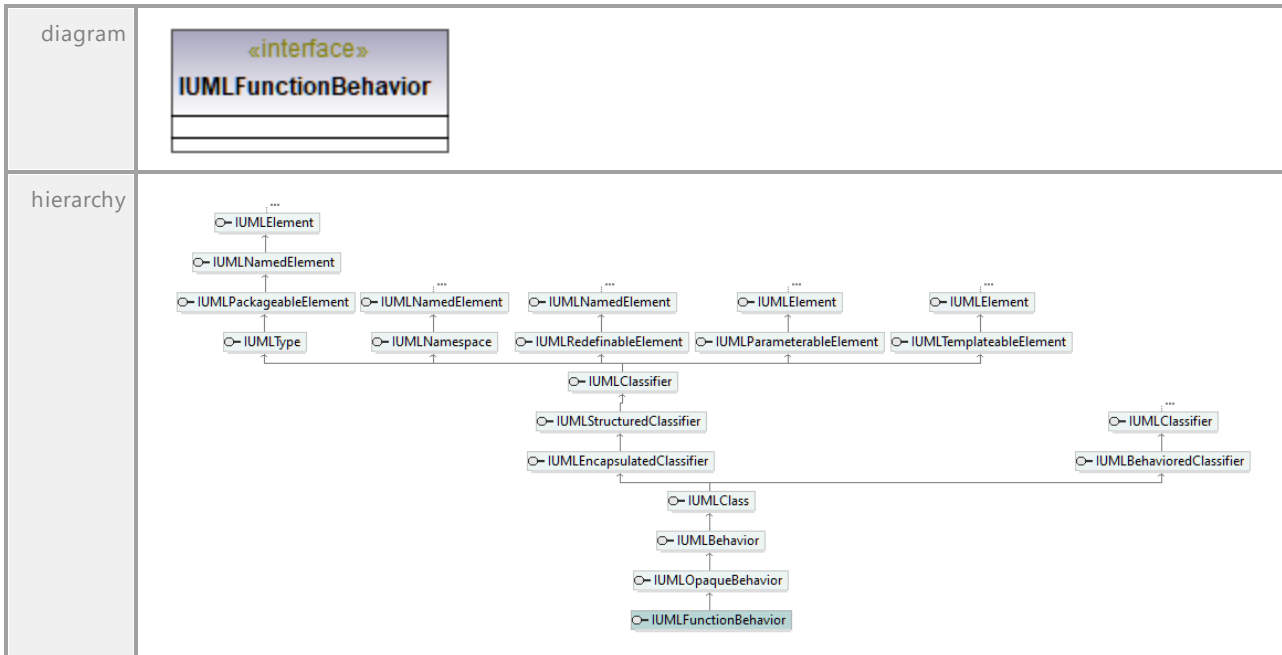 diagram
«interface»
IUMLFunctionBehavior
hierarchy
...
IUMLElement
IUMLNamedElement
... ... ... ...
IUMLPackageableElement IUMLNamedElement IUMLNamedElement IUMLElement IUMLElement
IUMLType IUMLNamespace IUMLRedefinableElement IUMLParameterableElement IUMLTemplateableElement
IUMLClassifier
...
IUMLStructuredClassifier IUMLClassifier
IUMLEncapsulatedClassifier IUMLBehavioredClassifier
IUMLClass
IUMLBehavior
IUMLOpaqueBehavior
IUMLFunctionBehavior